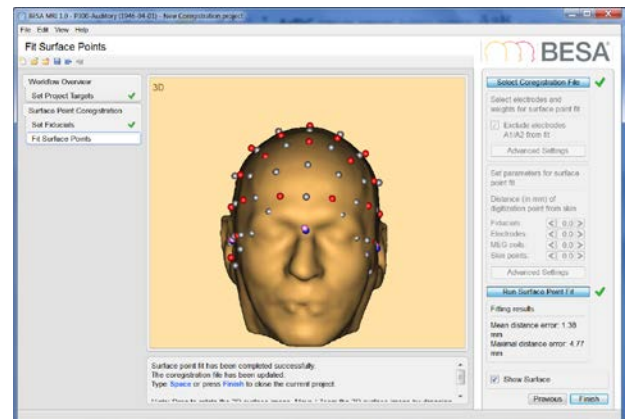 BESA MRI 1.0 - P300-Auditory (1946-04-01) - New Coregistration project
File Edit View Help
Fit Surface Points
BESA®
Workflow Overview
Set Project Targets
Surface Point Coregistration
Set Fiducials
Fit Surface Points
3D
Surface point fit has been completed successfully.
The coregistration file has been updated.
Type Space or press Finish to close the current project.
Select Coregistration File
Select electrodes and
weights for surface point fit
Exclude electrodes
A1/A2 from fit
Advanced Settings
Set parameters for surface
point fit
Distance (in mm) of
digitization point from skin
Fiducials: < 0.0 >
Electrodes: < 0.0 >
MEG coils: < 0.0 >
Skin points: < 0.0 >
Advanced Settings
Run Surface Point Fit
Fitting results
Mean distance error: 1.38
mm
Maximal distance error: 4.77
mm
Show Surface
Previous Finish